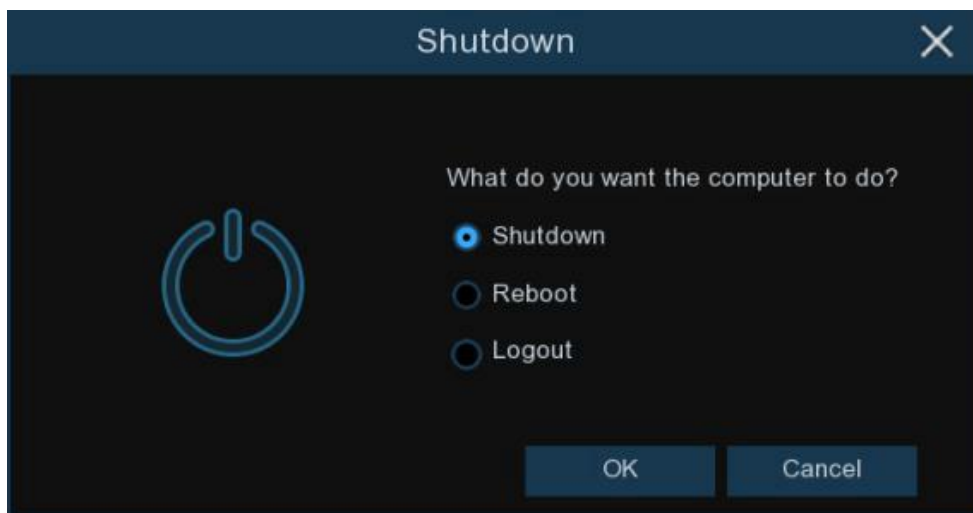 Shutdown
What do you want the computer to do?
Shutdown
Reboot
Logout
OK
Cancel